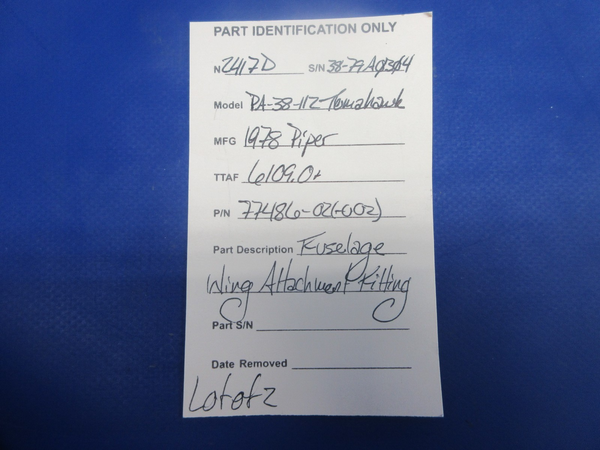 PART IDENTIFICATION ONLY
N 2417D S/N 38-79A0304
Model PA-38-112-Tomahawk
MFG 1978 Piper
TTAF 6109.0+
P/N 77486-02(-002)
Part Description Fuselage
Wing Attachment Fitting
Part S/N
Date Removed
Lot of 2